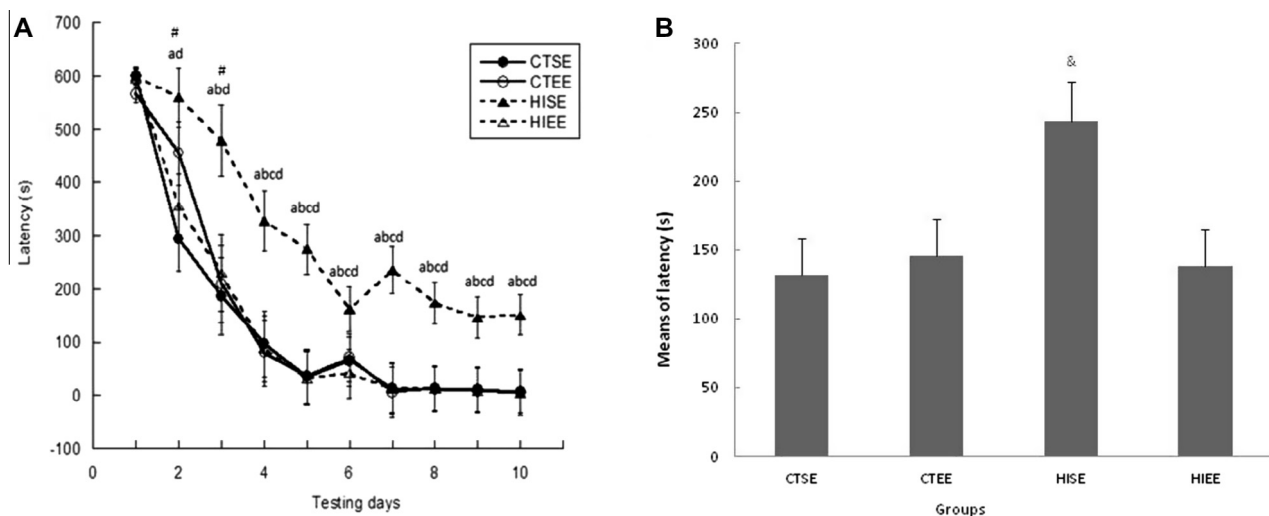 A
700
600
500
400
300
200
100
0
-100
Latency (s)
#
ad
#
abd
abcd
abcd
abcd
abcd
abcd
abcd
abcd
CTSE
CTEE
HISE
HIEE
0 2 4 6 8 10
Testing days
B
300
250
200
150
100
50
0
Means of latency (s)
&
CTSE CTEE HISE HIEE
Groups